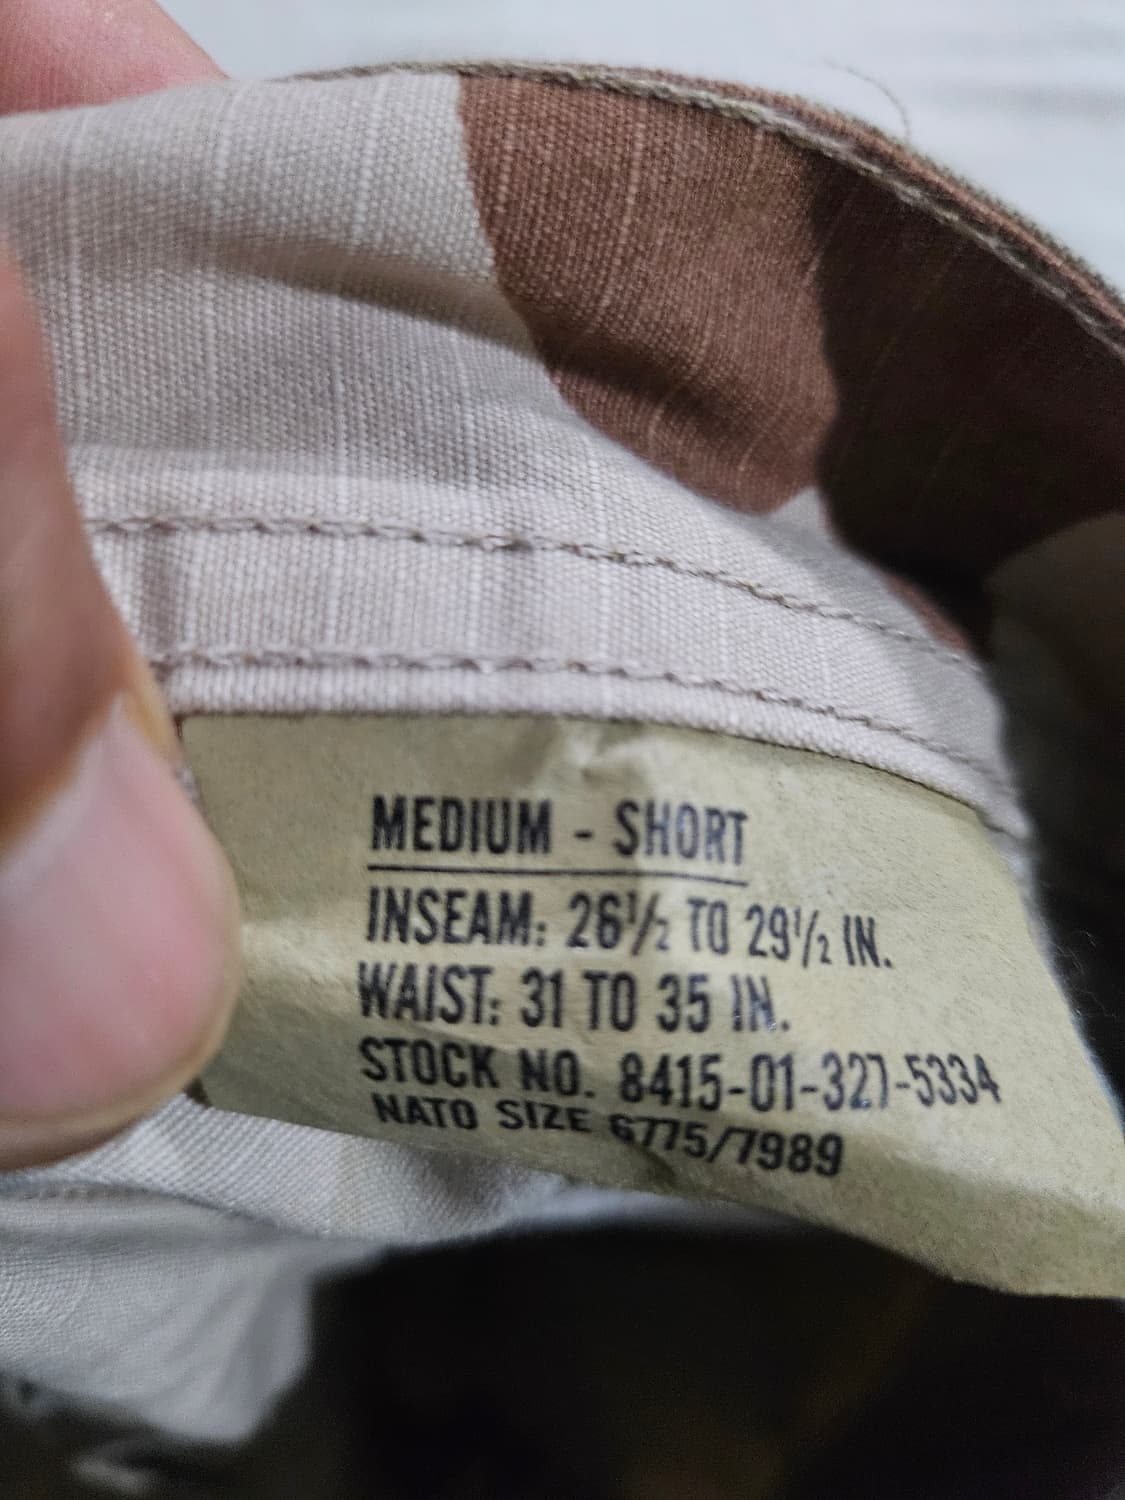 MEDIUM - SHORT
INSEAM: 26½ TO 29½ IN.
WAIST: 31 TO 35 IN.
STOCK NO. 8415-01-327-5334
NATO SIZE 6775/7989